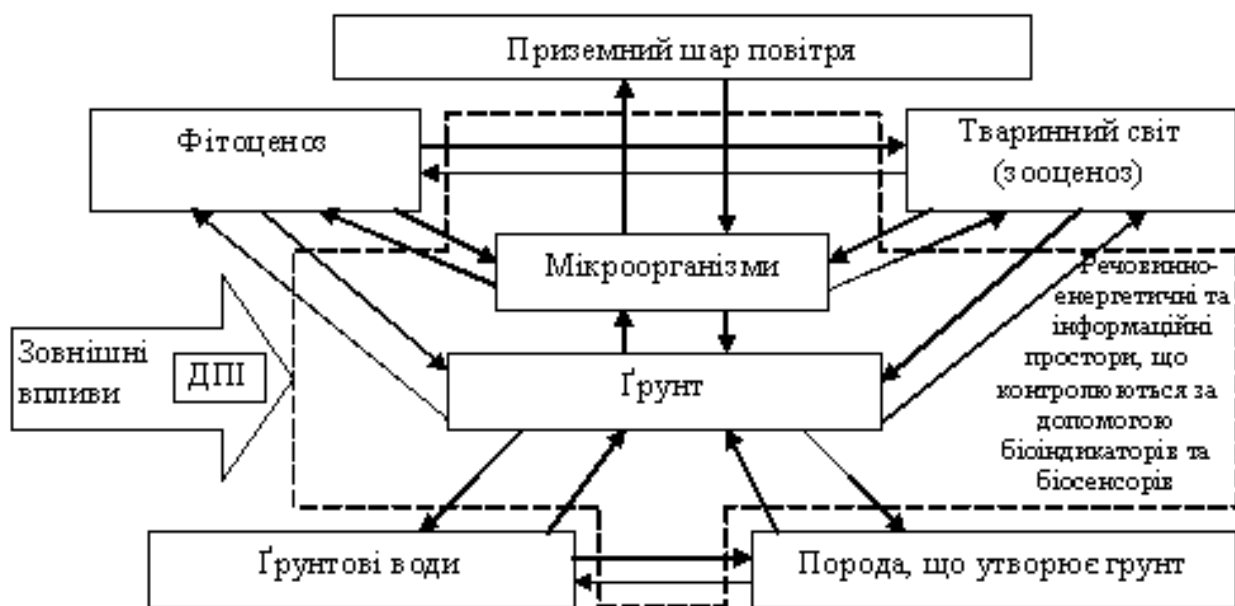 Приземний шар повітря
Фітоценоз
Тваринний світ
(зооценоз)
Мікроорганізми
Речовинно-
енергетичні та
інформаційні
простори, що
контролюються за
допомогою
біоіндикаторів та
біосенсорів
Зовнішні
впливи
ДПІ
Ґрунт
Ґрунтові води
Порода, що утворює ґрунт